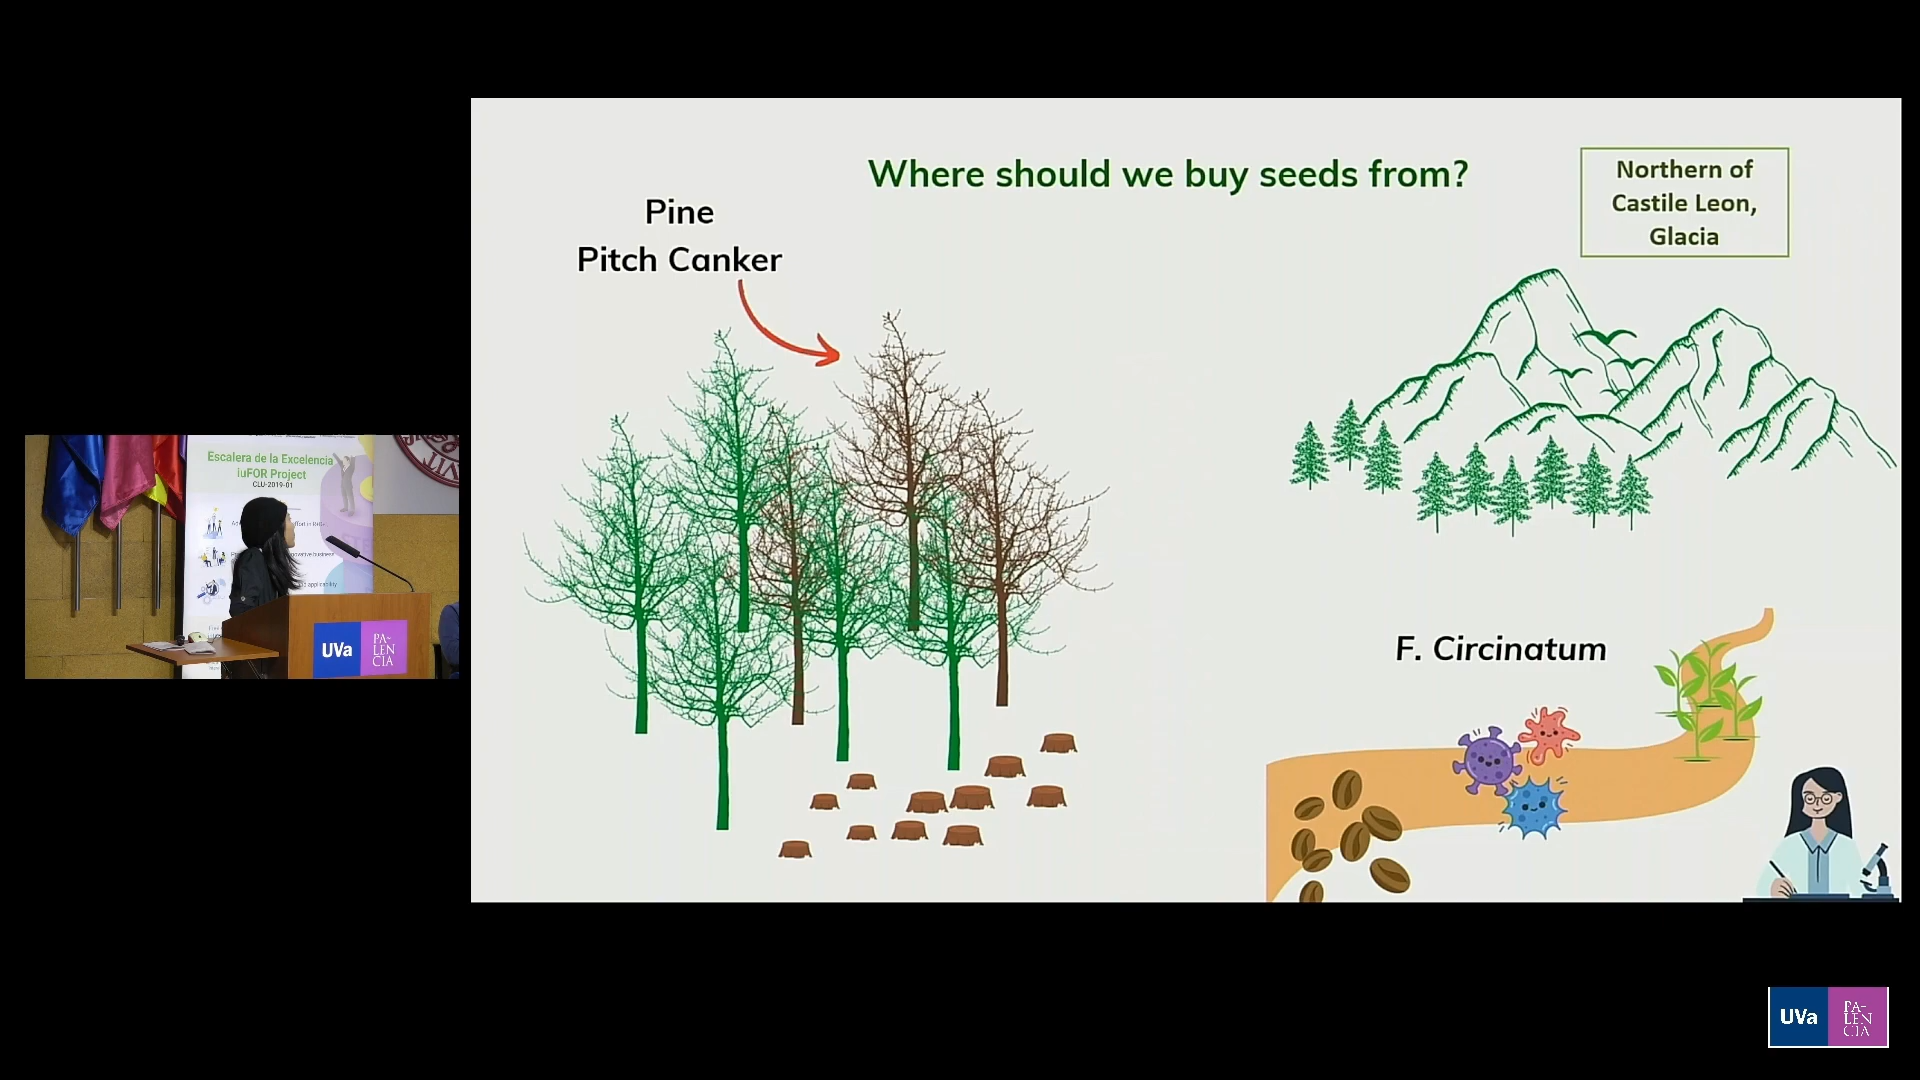 Where should we buy seeds from?
Northern of
Castile Leon,
Glacia
Pine
Pitch Canker
F. Circinatum
Escalera de la Excelencia
iuFOR Project
CLU-2019-01
UVa
PA-
LEN
CIA
UVa
PA-
LEN
CIA